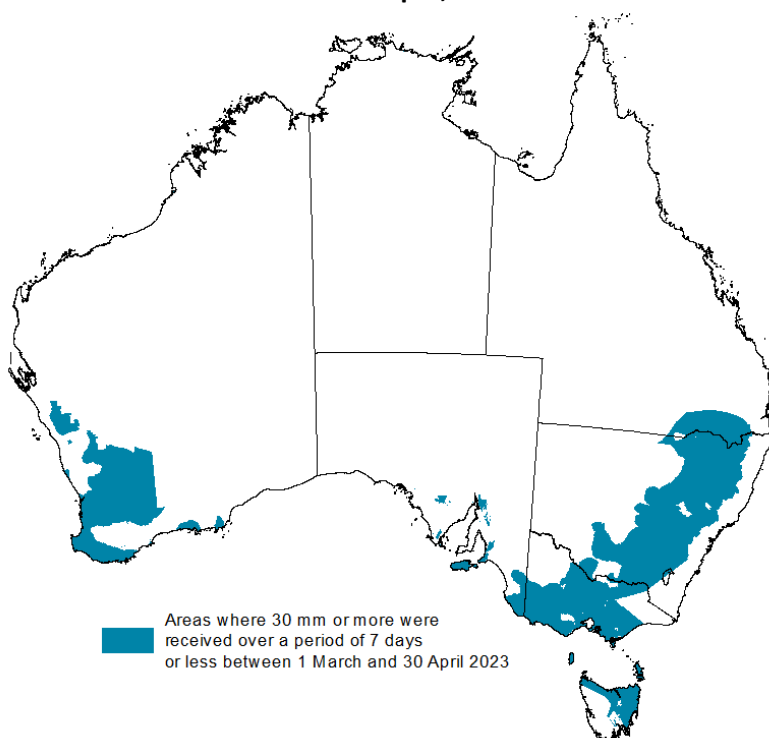 Areas where 30 mm or more were
received over a period of 7 days
or less between 1 March and 30 April 2023